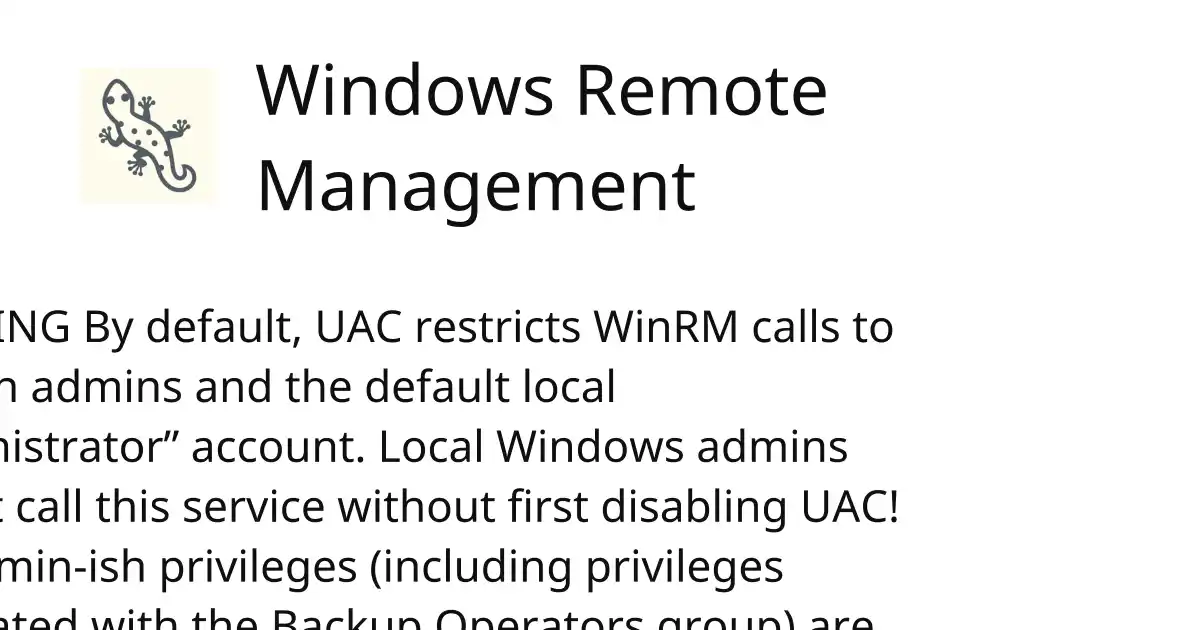 Windows Remote
Management
ING By default, UAC restricts WinRM calls to
n admins and the default local
nistrator” account. Local Windows admins
t call this service without first disabling UAC!
min-ish privileges (including privileges
ated with the Backup Operators group) are